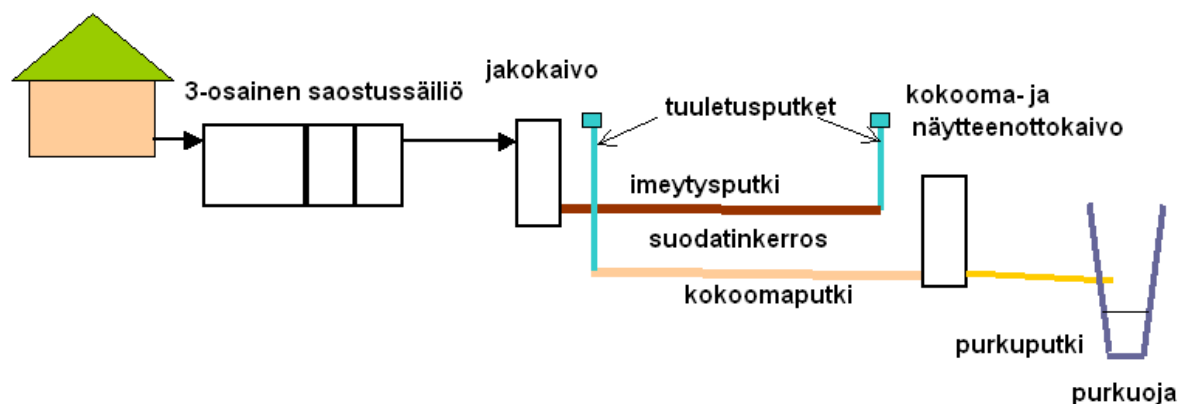 3-osainen saostussäiliö
jakokaivo
tuuletusputket
kokooma- ja
näytteenottokaivo
imeytysputki
suodatinkerros
kokoomaputki
purkuputki
purkuoja